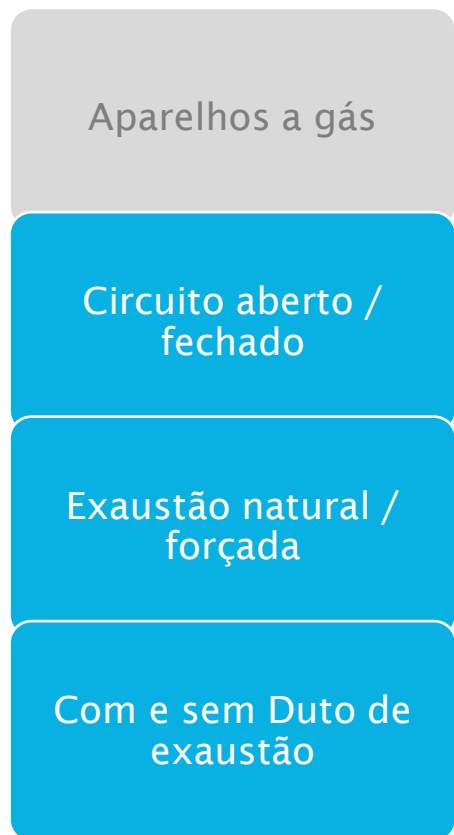 Aparelhos a gás
Circuito aberto /
fechado
Exaustão natural /
forçada
Com e sem Duto de
exaustão